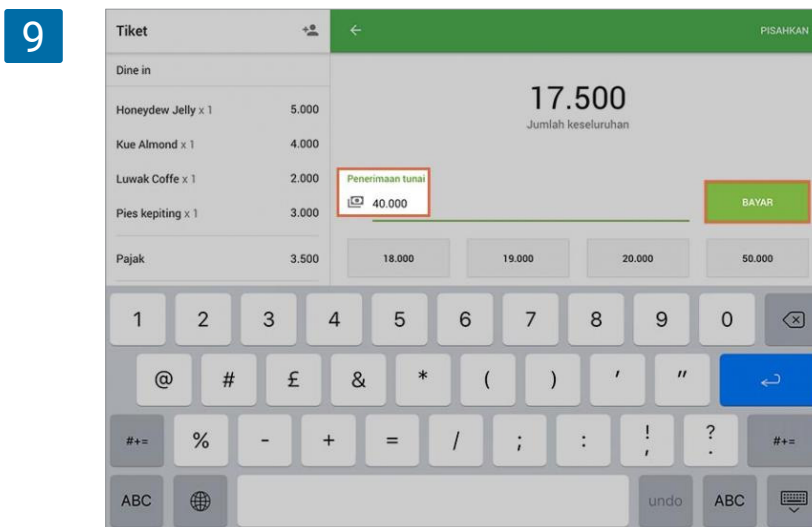 9
Tiket
PISAHKAN
Dine in
Honeydew Jelly x 1 5.000
Kue Almond x 1 4.000
Luwak Coffe x 1 2.000
Pies kepiting x 1 3.000
Pajak 3.500
17.500
Jumlah keseluruhan
Penerimaan tunai
40.000
BAYAR
18.000 19.000 20.000 50.000
1 2 3 4 5 6 7 8 9 0
@ # £ & * ( ) ' "
#+= % - + = / ; : ! , ? . #+=
ABC undo ABC